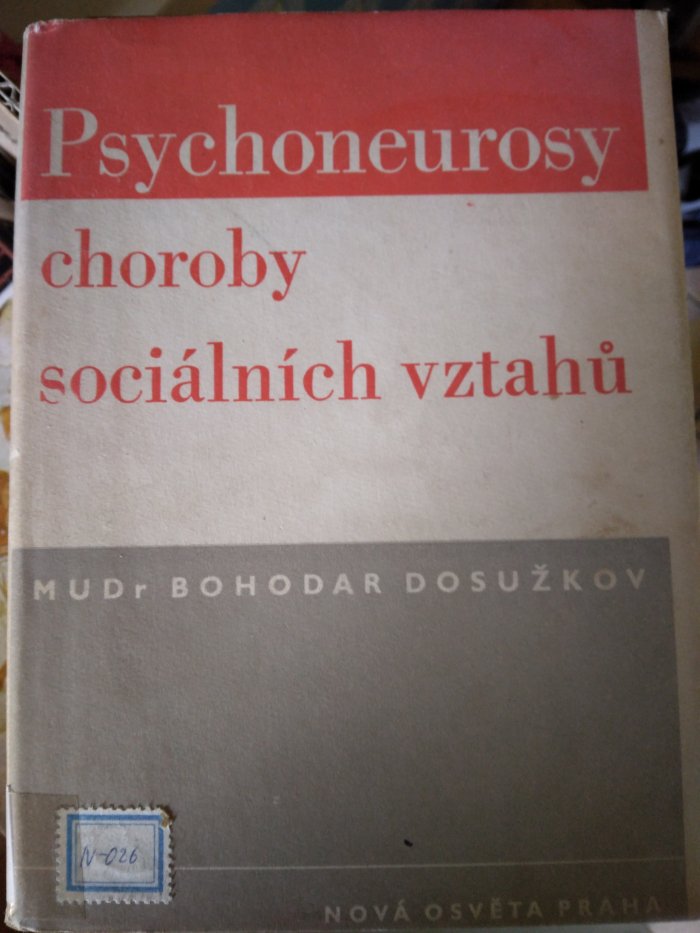 Psychoneurosy
choroby
sociálních vztahů
MUDr BOHODAR DOSUŽKOV
N-026
NOVÁ OSVĚTA PRAHA